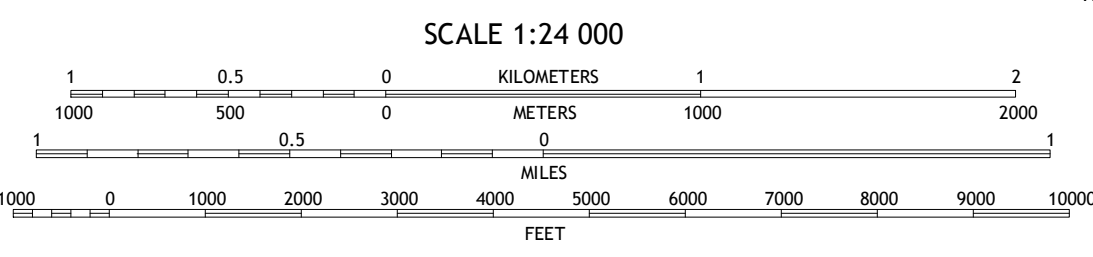 SCALE 1:24 000
1 0.5 0 KILOMETERS 1 2
1000 500 0 METERS 1000 2000
1 0.5 0 1
MILES
1000 0 1000 2000 3000 4000 5000 6000 7000 8000 9000 10000
FEET